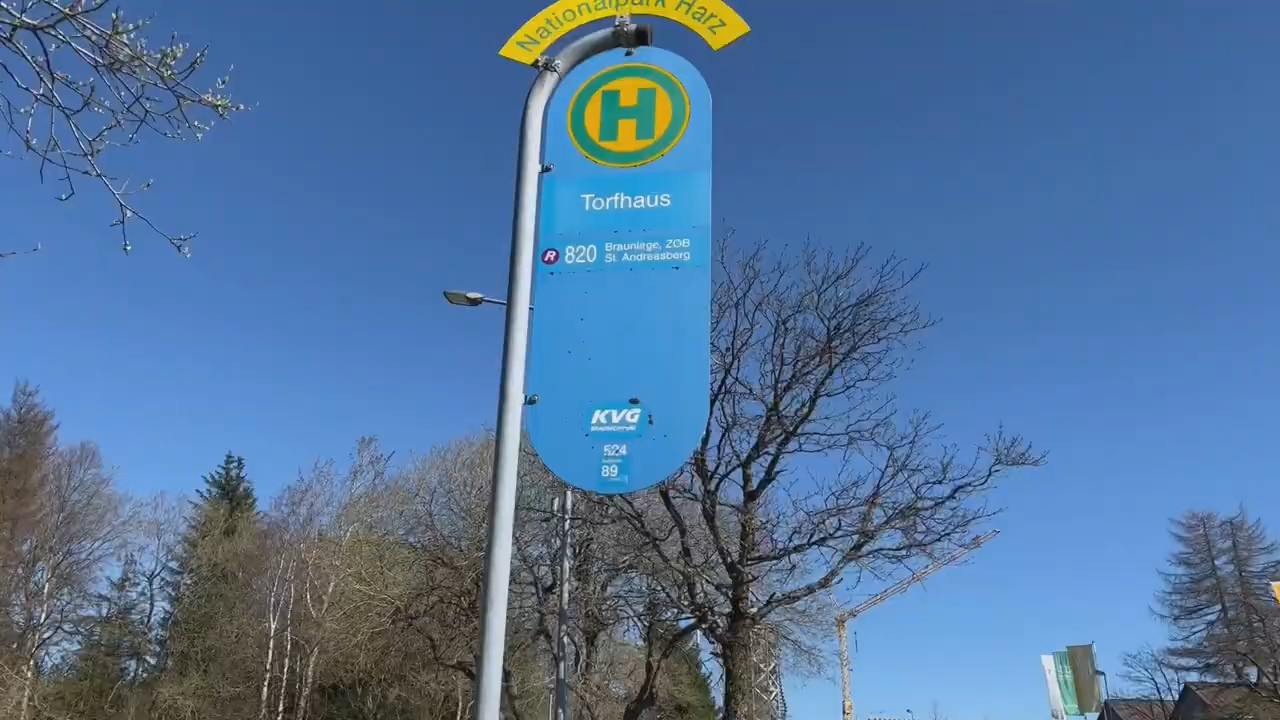 Nationalpark Harz
H
Torfhaus
R 820 Braunlage, ZOB
St. Andreasberg
KVG
524
89